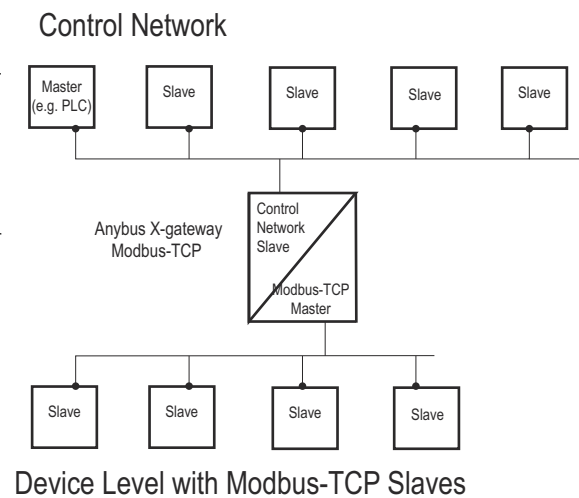 Control Network
Master
(e.g. PLC)
Slave
Slave
Slave
Slave
Anybus X-gateway
Modbus-TCP
Control
Network
Slave
Modbus-TCP
Master
Slave
Slave
Slave
Slave
Device Level with Modbus-TCP Slaves